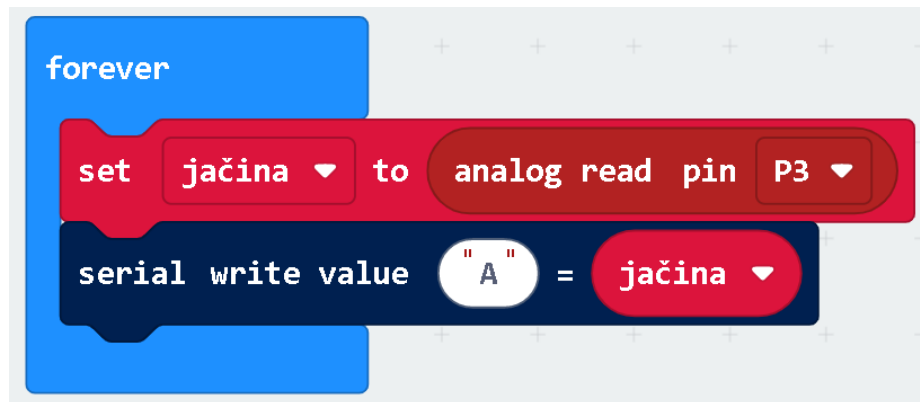 forever
set jačina to analog read pin P3
serial write value "A" = jačina